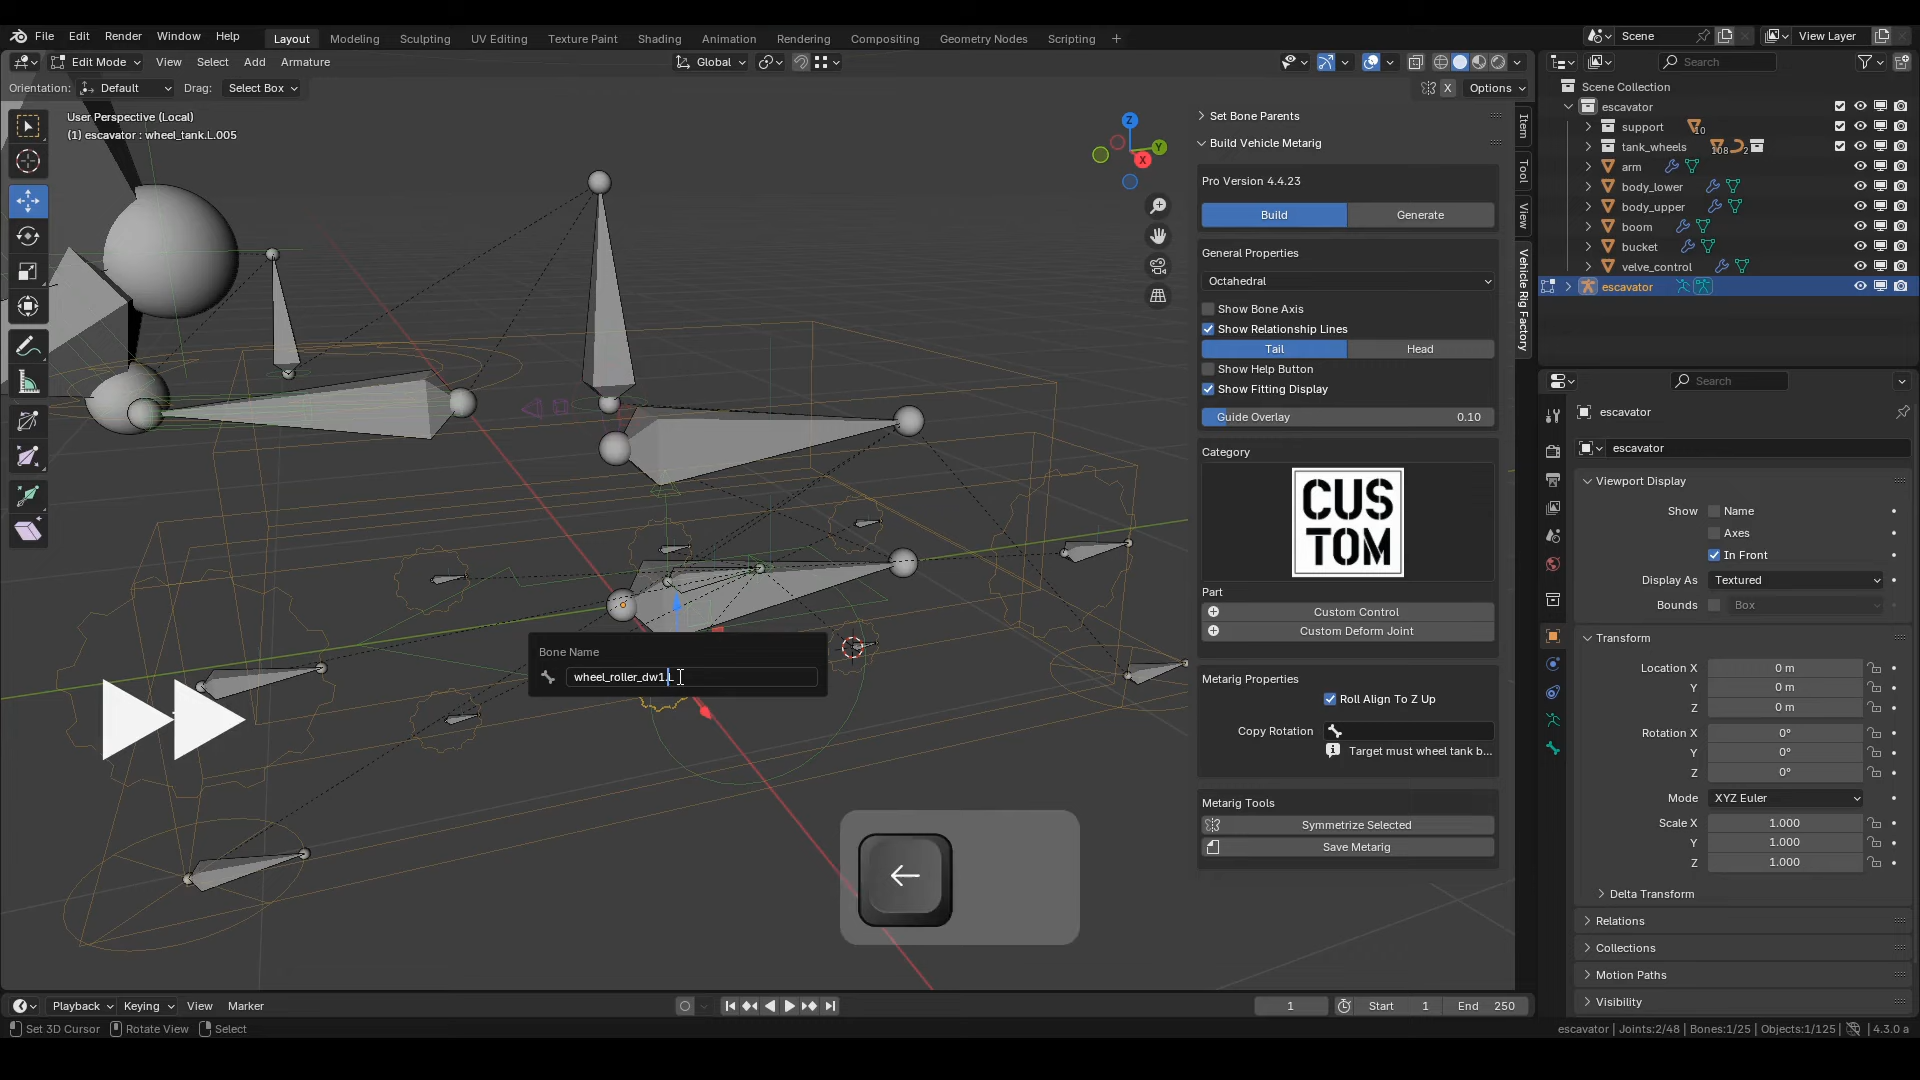 File Edit Render Window Help Layout Modeling Sculpting UV Editing Texture Paint Shading Animation Rendering Compositing Geometry Nodes Scripting + Scene View Layer
Edit Mode View Select Add Armature Global Search
Orientation: Default Drag: Select Box X Options
User Perspective (Local)
(1) escavator : wheel_tank.L.005
Z
Y
X
Item
Tool
View
Vehicle Rig Factory
Set Bone Parents
Build Vehicle Metarig
Pro Version 4.4.23
Build Generate
General Properties
Octahedral
Show Bone Axis
Show Relationship Lines
Tail Head
Show Help Button
Show Fitting Display
Guide Overlay 0.10
Category
CUS
TOM
Part
Custom Control
Custom Deform Joint
Metarig Properties
Roll Align To Z Up
Copy Rotation
Target must wheel tank b...
Metarig Tools
Symmetrize Selected
Save Metarig
Bone Name
wheel_roller_dw1.L
Scene Collection
escavator
support 10
tank_wheels 108 2
arm
body_lower
body_upper
boom
bucket
velve_control
escavator
Search
escavator
escavator
Viewport Display
Show Name
Axes
In Front
Display As Textured
Bounds Box
Transform
Location X 0 m
Y 0 m
Z 0 m
Rotation X 0°
Y 0°
Z 0°
Mode XYZ Euler
Scale X 1.000
Y 1.000
Z 1.000
Delta Transform
Relations
Collections
Motion Paths
Visibility
Playback Keying View Marker 1 Start 1 End 250
Set 3D Cursor Rotate View Select escavator | Joints:2/48 | Bones:1/25 | Objects:1/125 | 4.3.0 a